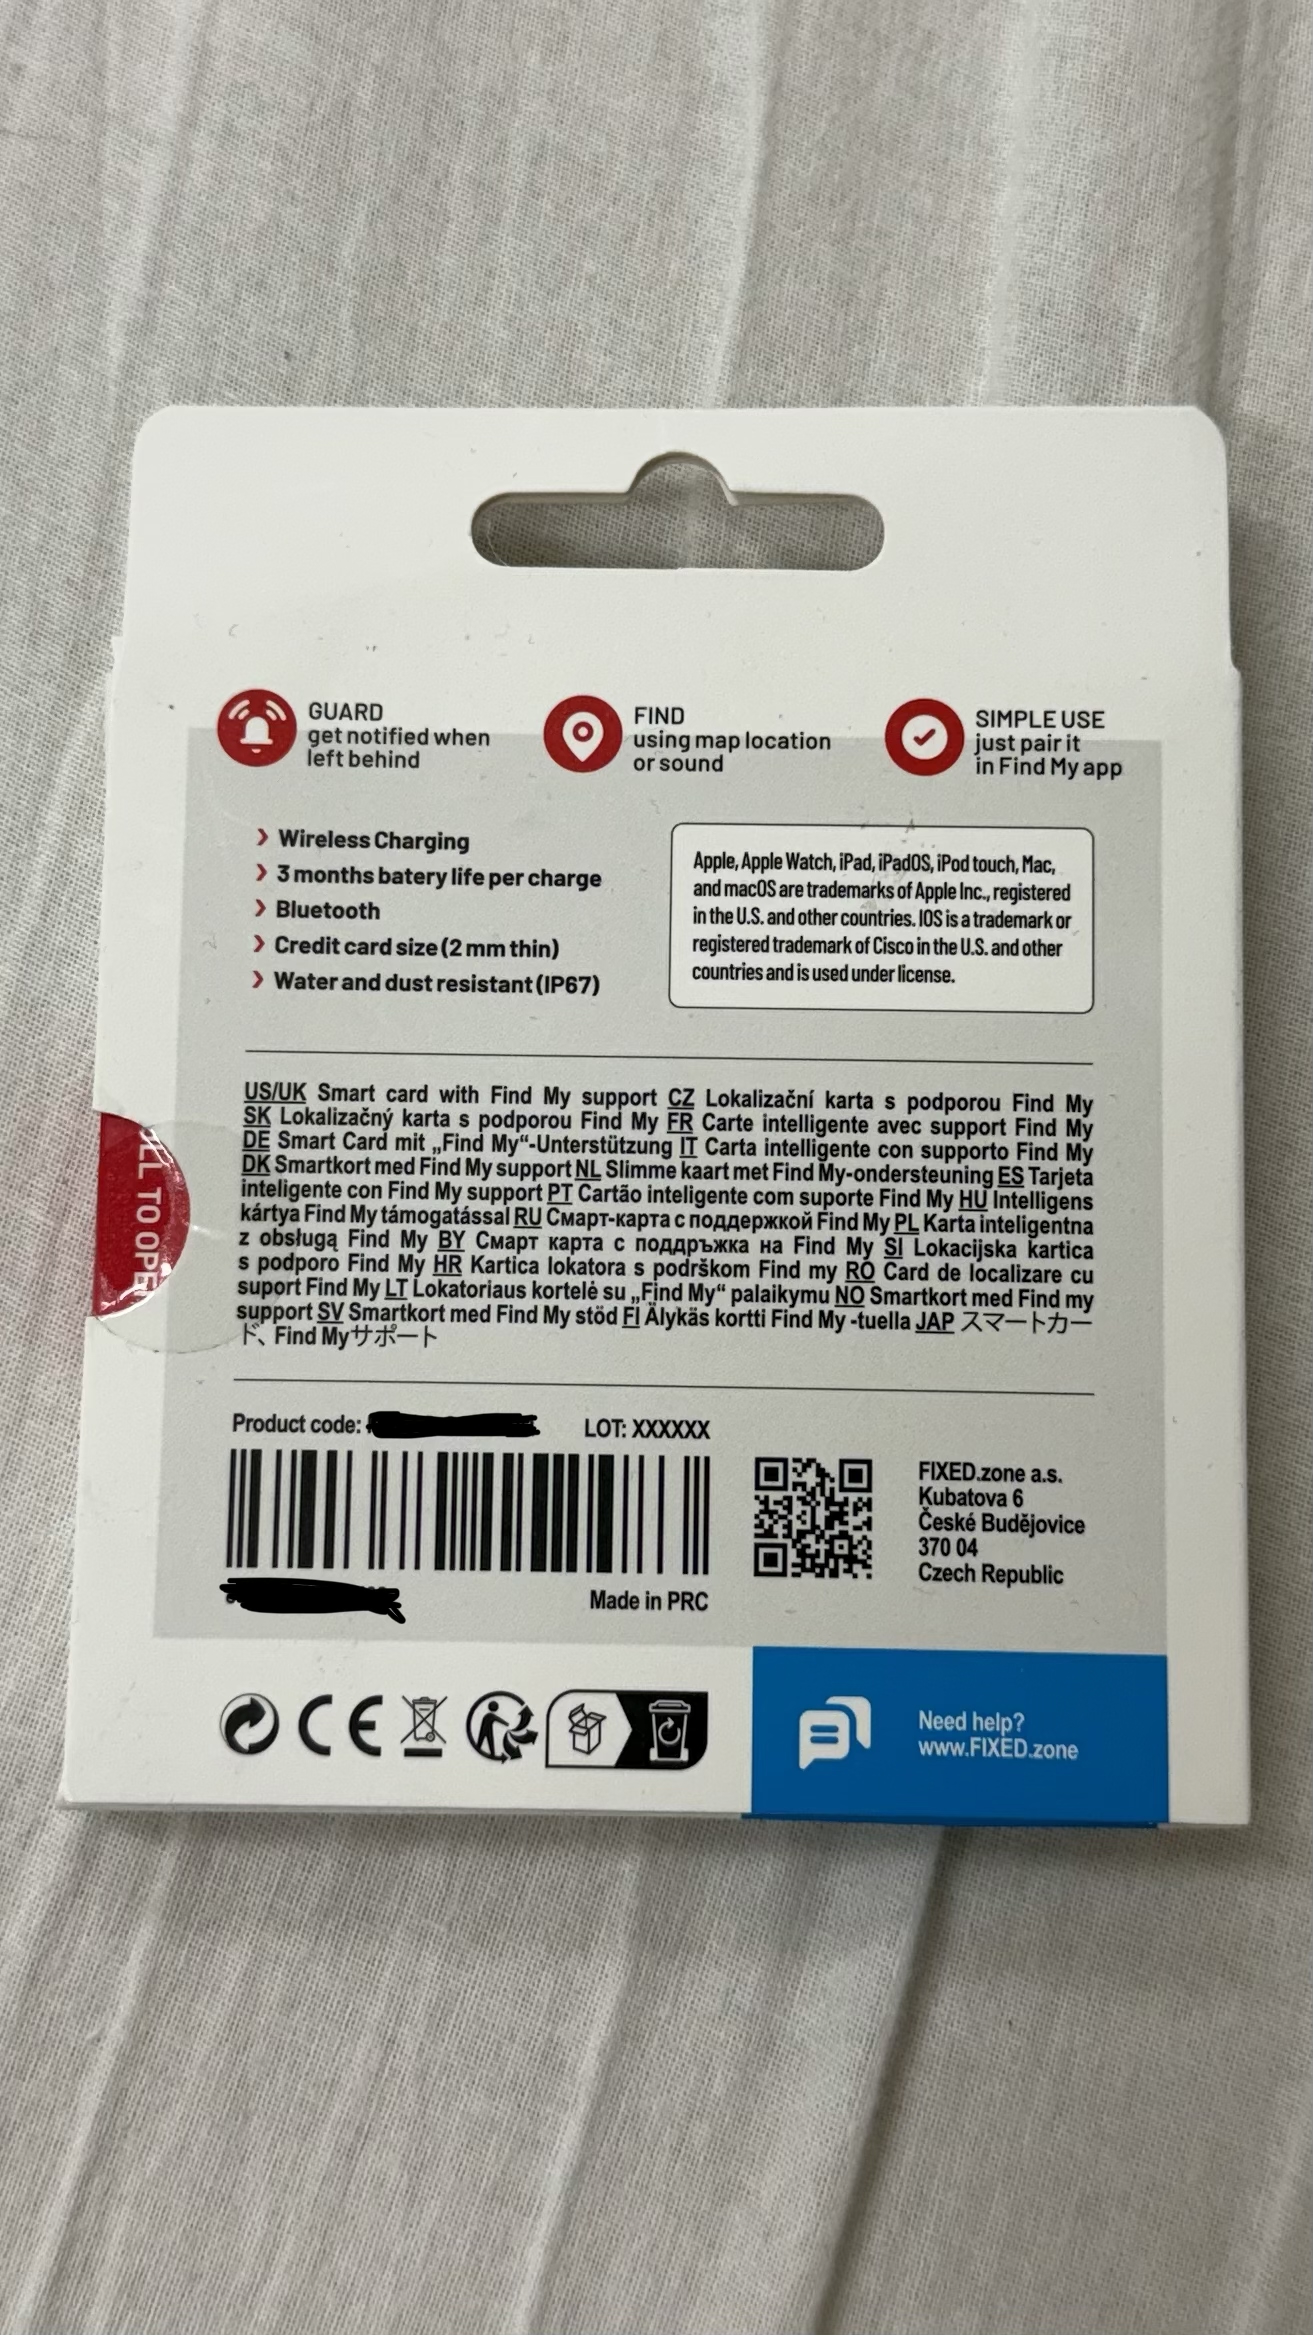 GUARD
get notified when
left behind
FIND
using map location
or sound
SIMPLE USE
just pair it
in Find My app
› Wireless Charging
› 3 months batery life per charge
› Bluetooth
› Credit card size (2 mm thin)
› Water and dust resistant (IP67)
Apple, Apple Watch, iPad, iPadOS, iPod touch, Mac,
and macOS are trademarks of Apple Inc., registered
in the U.S. and other countries. IOS is a trademark or
registered trademark of Cisco in the U.S. and other
countries and is used under license.
US/UK Smart card with Find My support CZ Lokalizační karta s podporou Find My
SK Lokalizačný karta s podporou Find My FR Carte intelligente avec support Find My
DE Smart Card mit „Find My“-Unterstützung IT Carta intelligente con supporto Find My
DK Smartkort med Find My support NL Slimme kaart met Find My-ondersteuning ES Tarjeta
inteligente con Find My support PT Cartão inteligente com suporte Find My HU Intelligens
kártya Find My támogatással RU Смарт-карта с поддержкой Find My PL Karta inteligentna
z obsługą Find My BY Смарт карта с поддръжка на Find My SI Lokacijska kartica
s podporo Find My HR Kartica lokatora s podrškom Find my RO Card de localizare cu
suport Find My LT Lokatoriaus kortelė su „Find My“ palaikymu NO Smartkort med Find my
support SV Smartkort med Find My stöd FI Älykäs kortti Find My -tuella JAP スマートカー
ド、Find Myサポート
TO OPE
Product code:
LOT: XXXXXX
Made in PRC
FIXED.zone a.s.
Kubatova 6
České Budějovice
370 04
Czech Republic
CE
Need help?
www.FIXED.zone